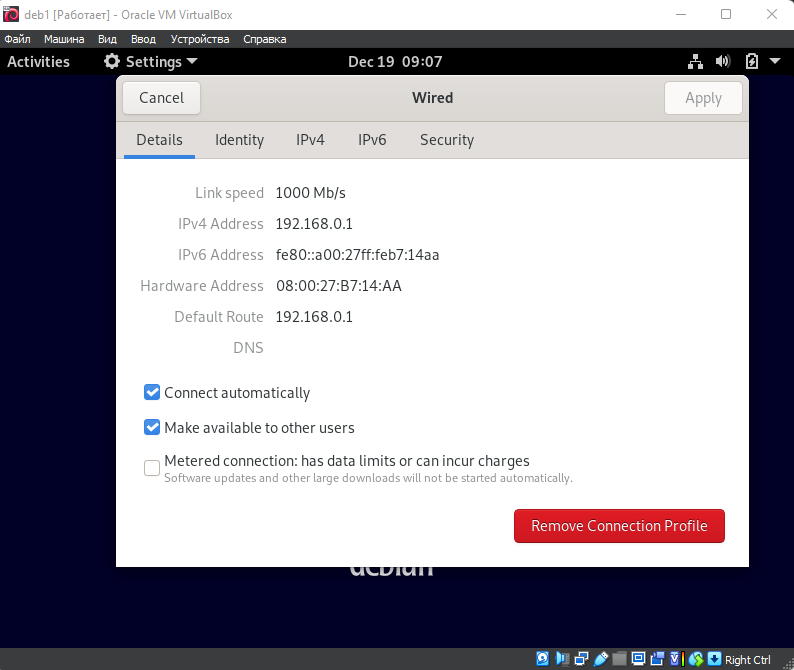 deb1 [Работает] - Oracle VM VirtualBox
Файл Машина Вид Ввод Устройства Справка
Activities Settings Dec 19 09:07
Cancel Wired Apply
Details Identity IPv4 IPv6 Security
Link speed 1000 Mb/s
IPv4 Address 192.168.0.1
IPv6 Address fe80::a00:27ff:feb7:14aa
Hardware Address 08:00:27:B7:14:AA
Default Route 192.168.0.1
DNS
Connect automatically
Make available to other users
Metered connection: has data limits or can incur charges
Software updates and other large downloads will not be started automatically.
Remove Connection Profile
debian
Right Ctrl